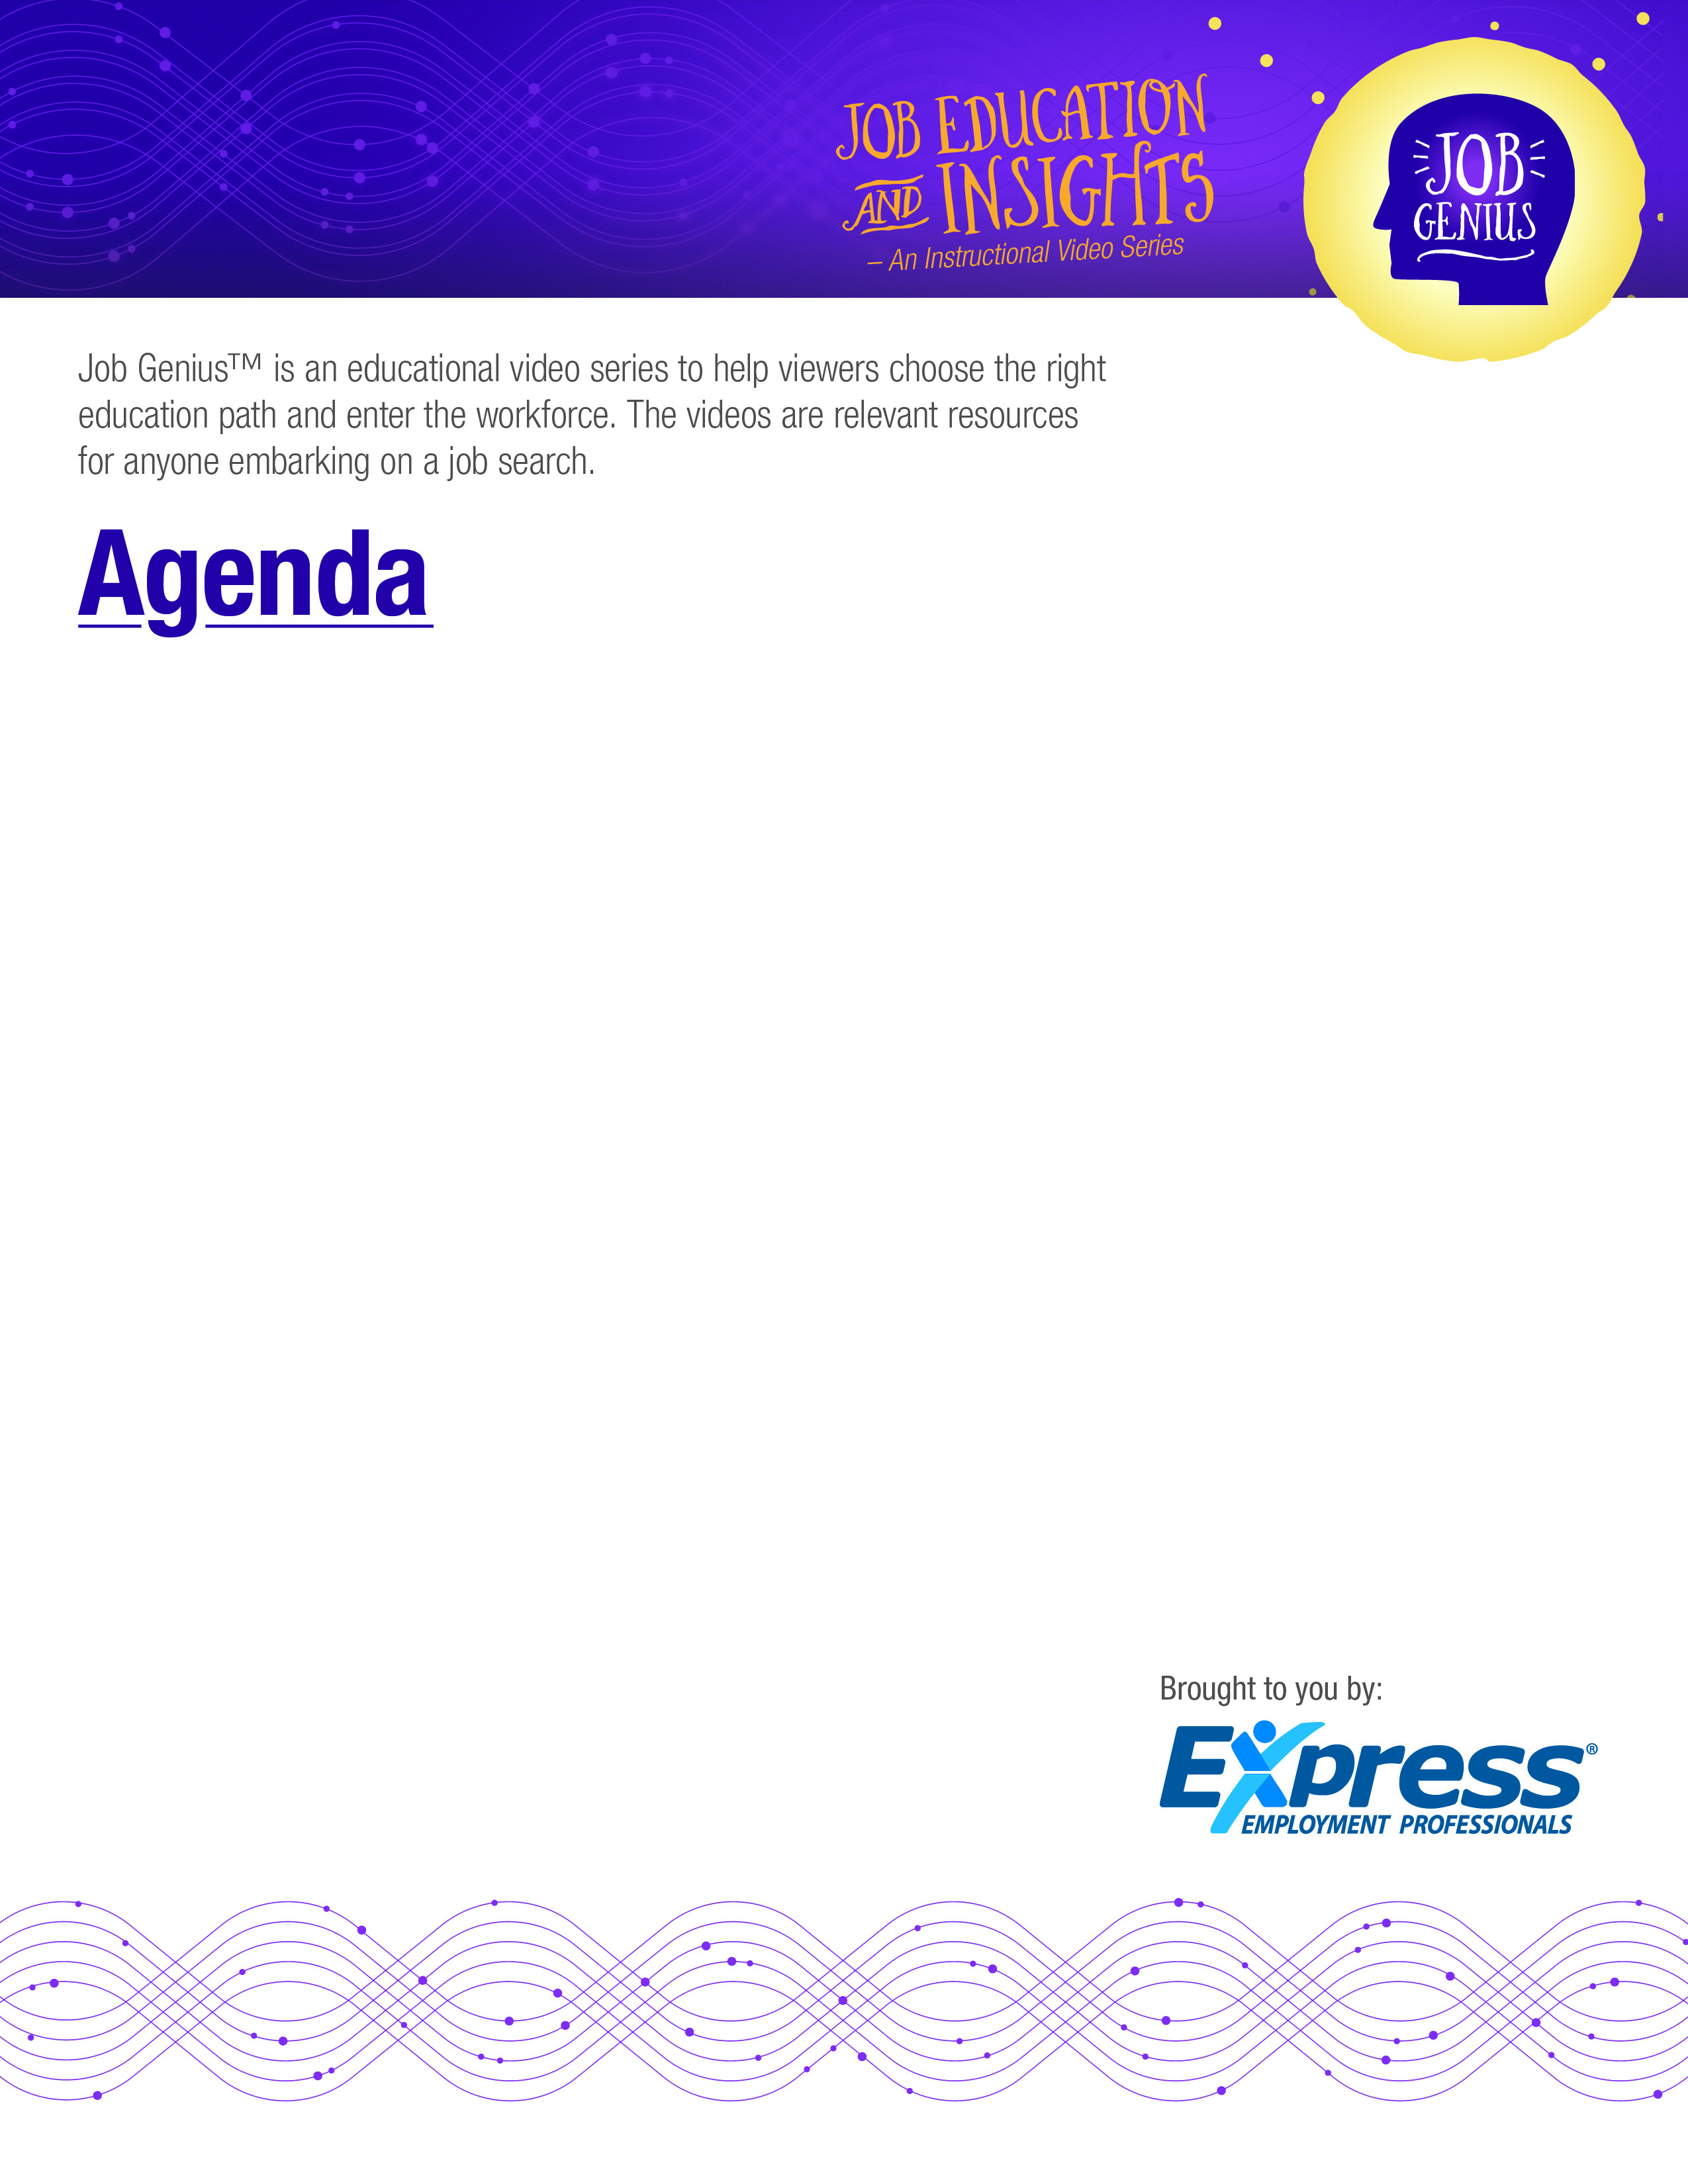 JOB EDUCATION
AND INSIGHTS
– An Instructional Video Series
JOB
GENIUS
Job Genius™ is an educational video series to help viewers choose the right
education path and enter the workforce. The videos are relevant resources
for anyone embarking on a job search.
Agenda
Brought to you by:
Express®
EMPLOYMENT PROFESSIONALS